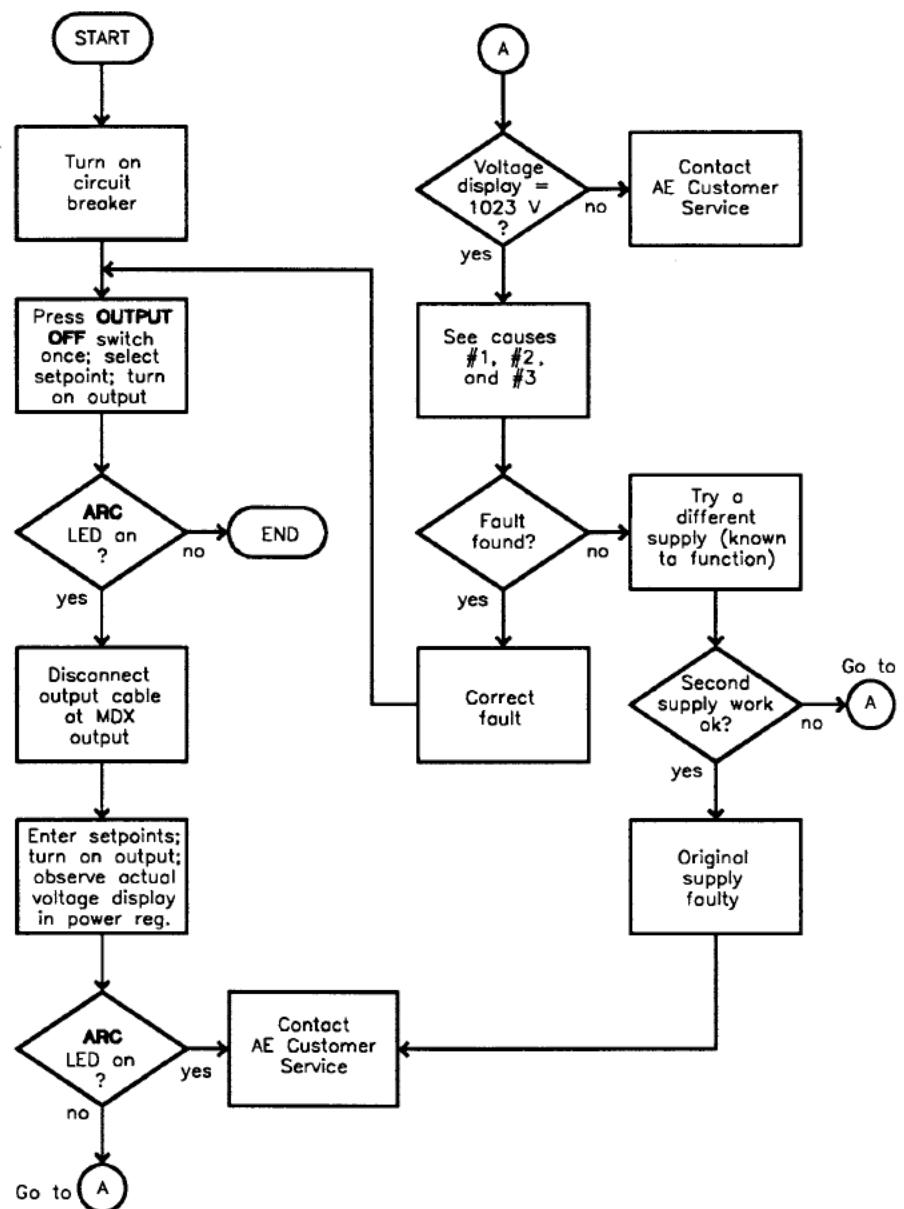 START
Turn on
circuit
breaker
Press OUTPUT
OFF switch
once; select
setpoint; turn
on output
ARC
LED on
?
no
END
yes
Disconnect
output cable
at MDX
output
Enter setpoints;
turn on output;
observe actual
voltage display
in power reg.
ARC
LED on
?
yes
Contact
AE Customer
Service
no
Go to
A
A
Voltage
display =
1023 V
?
no
Contact
AE Customer
Service
yes
See causes
#1, #2,
and #3
Fault
found?
no
Try a
different
supply (known
to function)
yes
Correct
fault
Second
supply work
ok?
no
Go to
A
yes
Original
supply
faulty